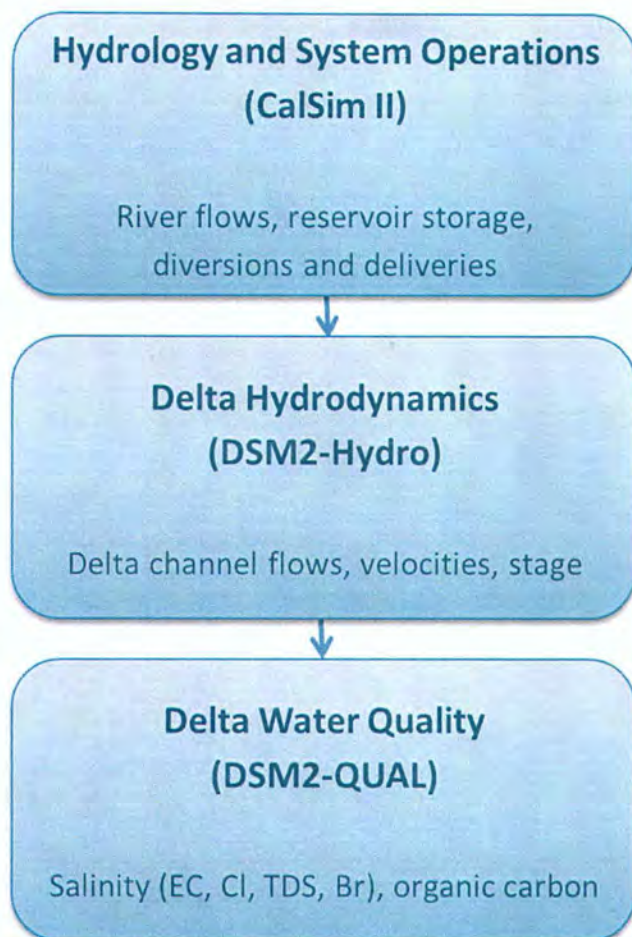 Hydrology and System Operations
(CalSim II)
River flows, reservoir storage,
diversions and deliveries
Delta Hydrodynamics
(DSM2-Hydro)
Delta channel flows, velocities, stage
Delta Water Quality
(DSM2-QUAL)
Salinity (EC, Cl, TDS, Br), organic carbon